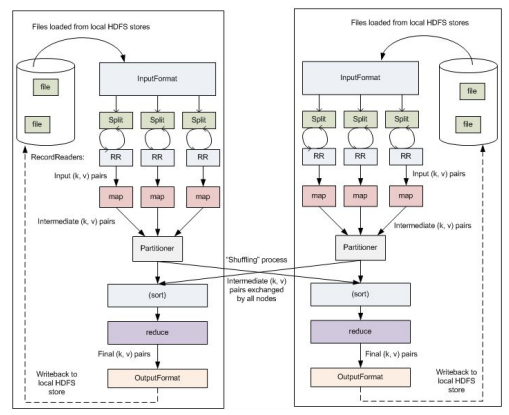 Files loaded from local HDFS stores
InputFormat
file
file
Split
Split
Split
RecordReaders:
RR
RR
RR
Input (k, v) pairs
map
map
map
Intermediate (k, v) pairs
Partitioner
(sort)
reduce
Final (k, v) pairs
Writeback to
local HDFS
store
OutputFormat
"Shuffling" process
Intermediate (k, v)
pairs exchanged
by all nodes
Files loaded from local HDFS stores
InputFormat
file
file
Split
Split
Split
RR
RR
RR
Input (k, v) pairs
map
map
map
Intermediate (k, v) pairs
Partitioner
(sort)
reduce
Final (k, v) pairs
Writeback to
local HDFS
store
OutputFormat